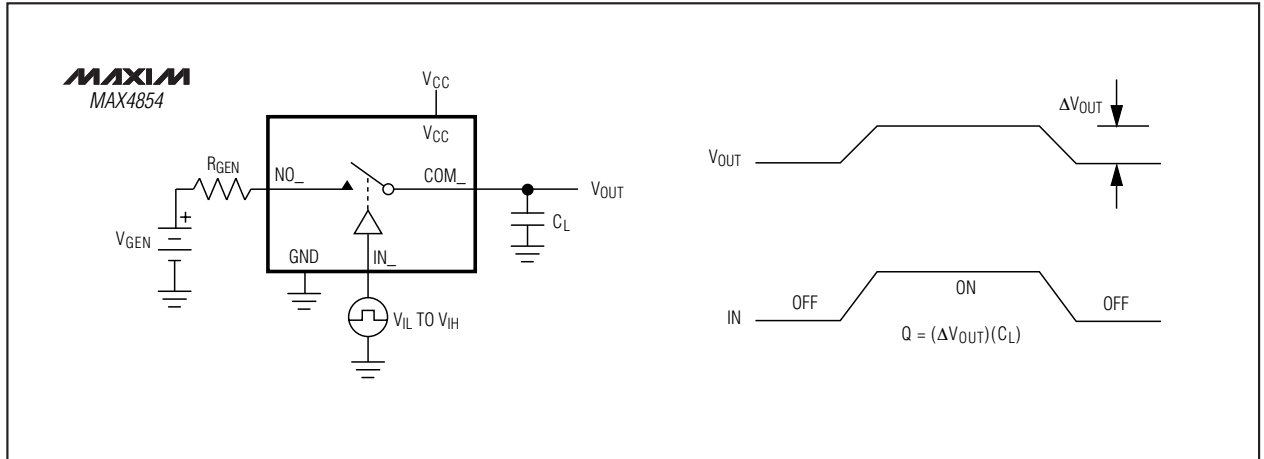 MAXIM
MAX4854
VCC
VCC
RGEN
NO_
COM_
VOUT
CL
VGEN
+
GND
IN_
VIL TO VIH
ΔVOUT
VOUT
IN
OFF
ON
OFF
Q = (ΔVOUT)(CL)